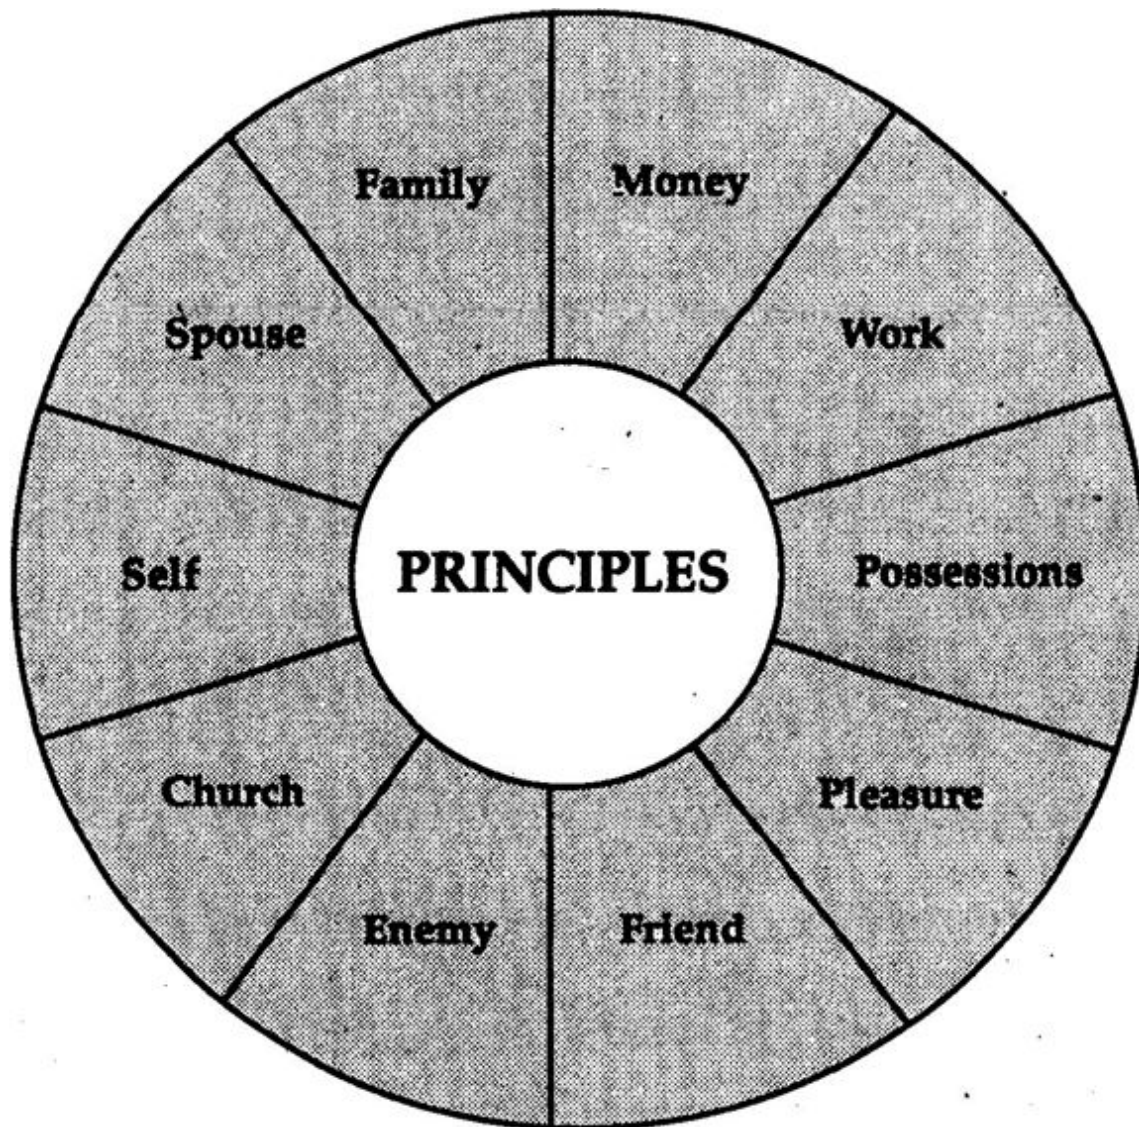 Family
Money
Spouse
Work
Self
PRINCIPLES
Possessions
Church
Pleasure
Enemy
Friend